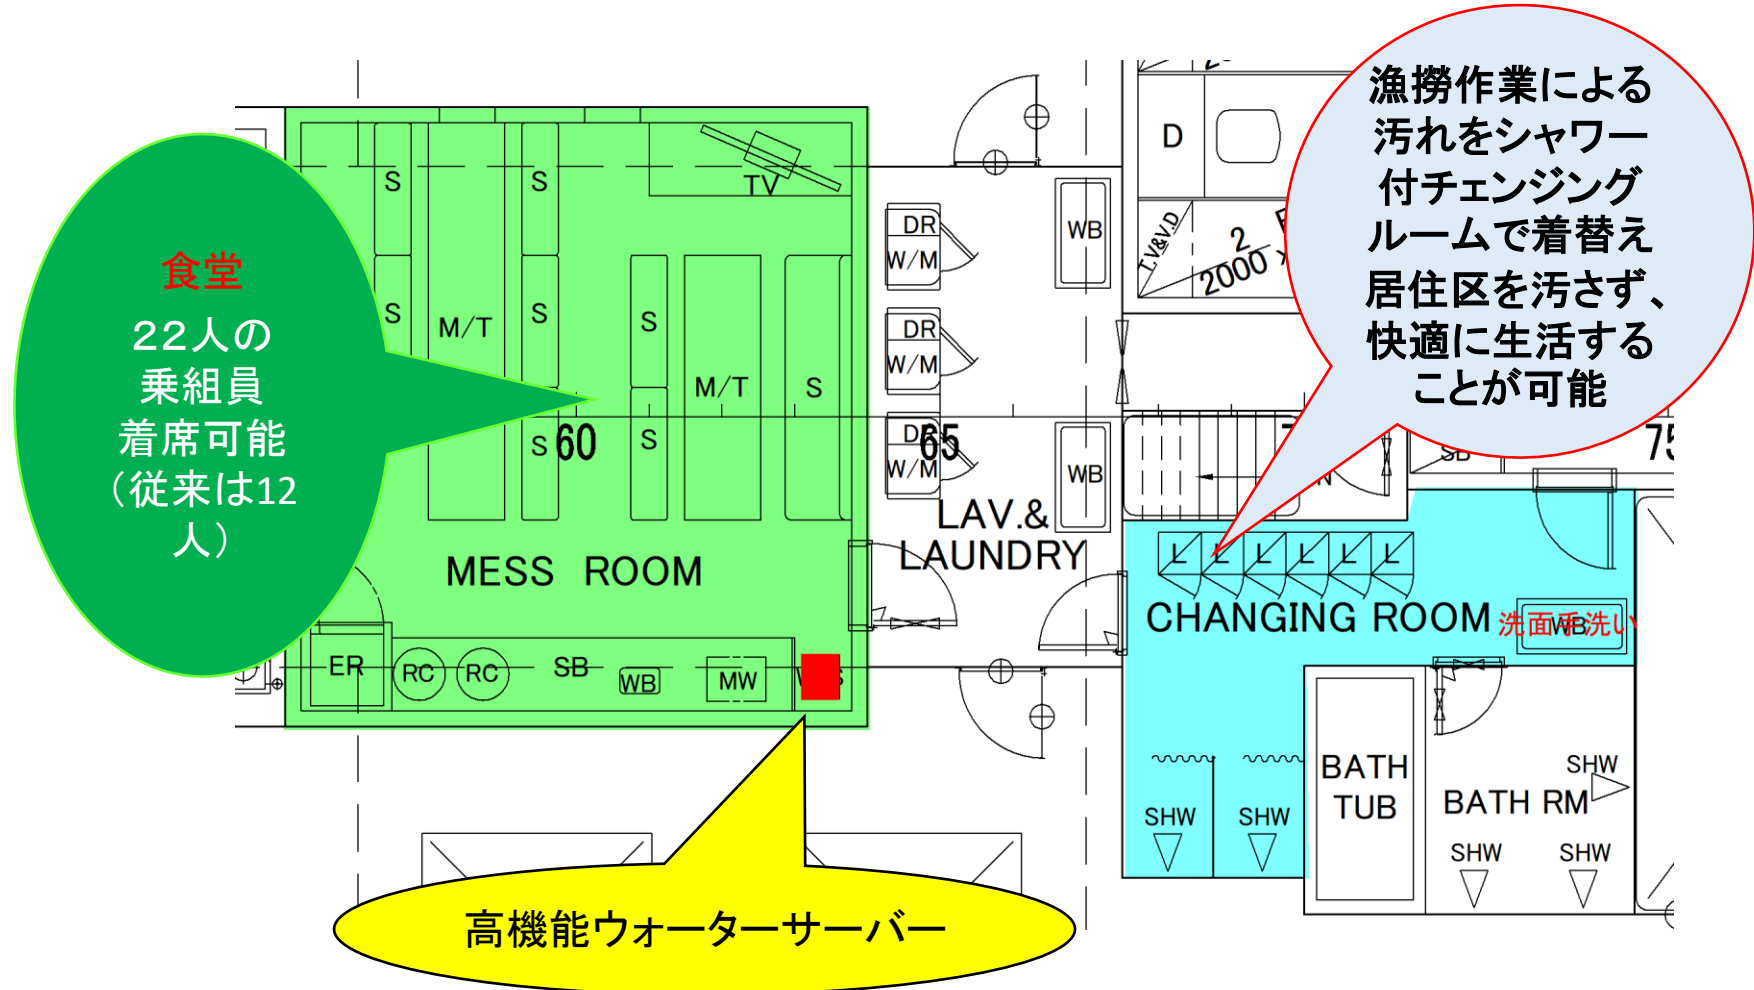 食堂
22人の
乗組員
着席可能
（従来は12
人）
漁撈作業による
汚れをシャワー
付チェンジング
ルームで着替え
居住区を汚さず、
快適に生活する
ことが可能
高機能ウォーターサーバー
S
S
TV
S
S
S
M/T
M/T
S
S
S
60
MESS ROOM
ER
RC
RC
SB
WB
MW
DR
W/M
DR
W/M
DR
W/M
65
WB
WB
LAV.&
LAUNDRY
D
T.V&V.D
2
2000
SB
75
L
L
L
L
L
L
CHANGING ROOM
洗面手洗い
WB
SHW
SHW
BATH
TUB
BATH RM
SHW
SHW
SHW